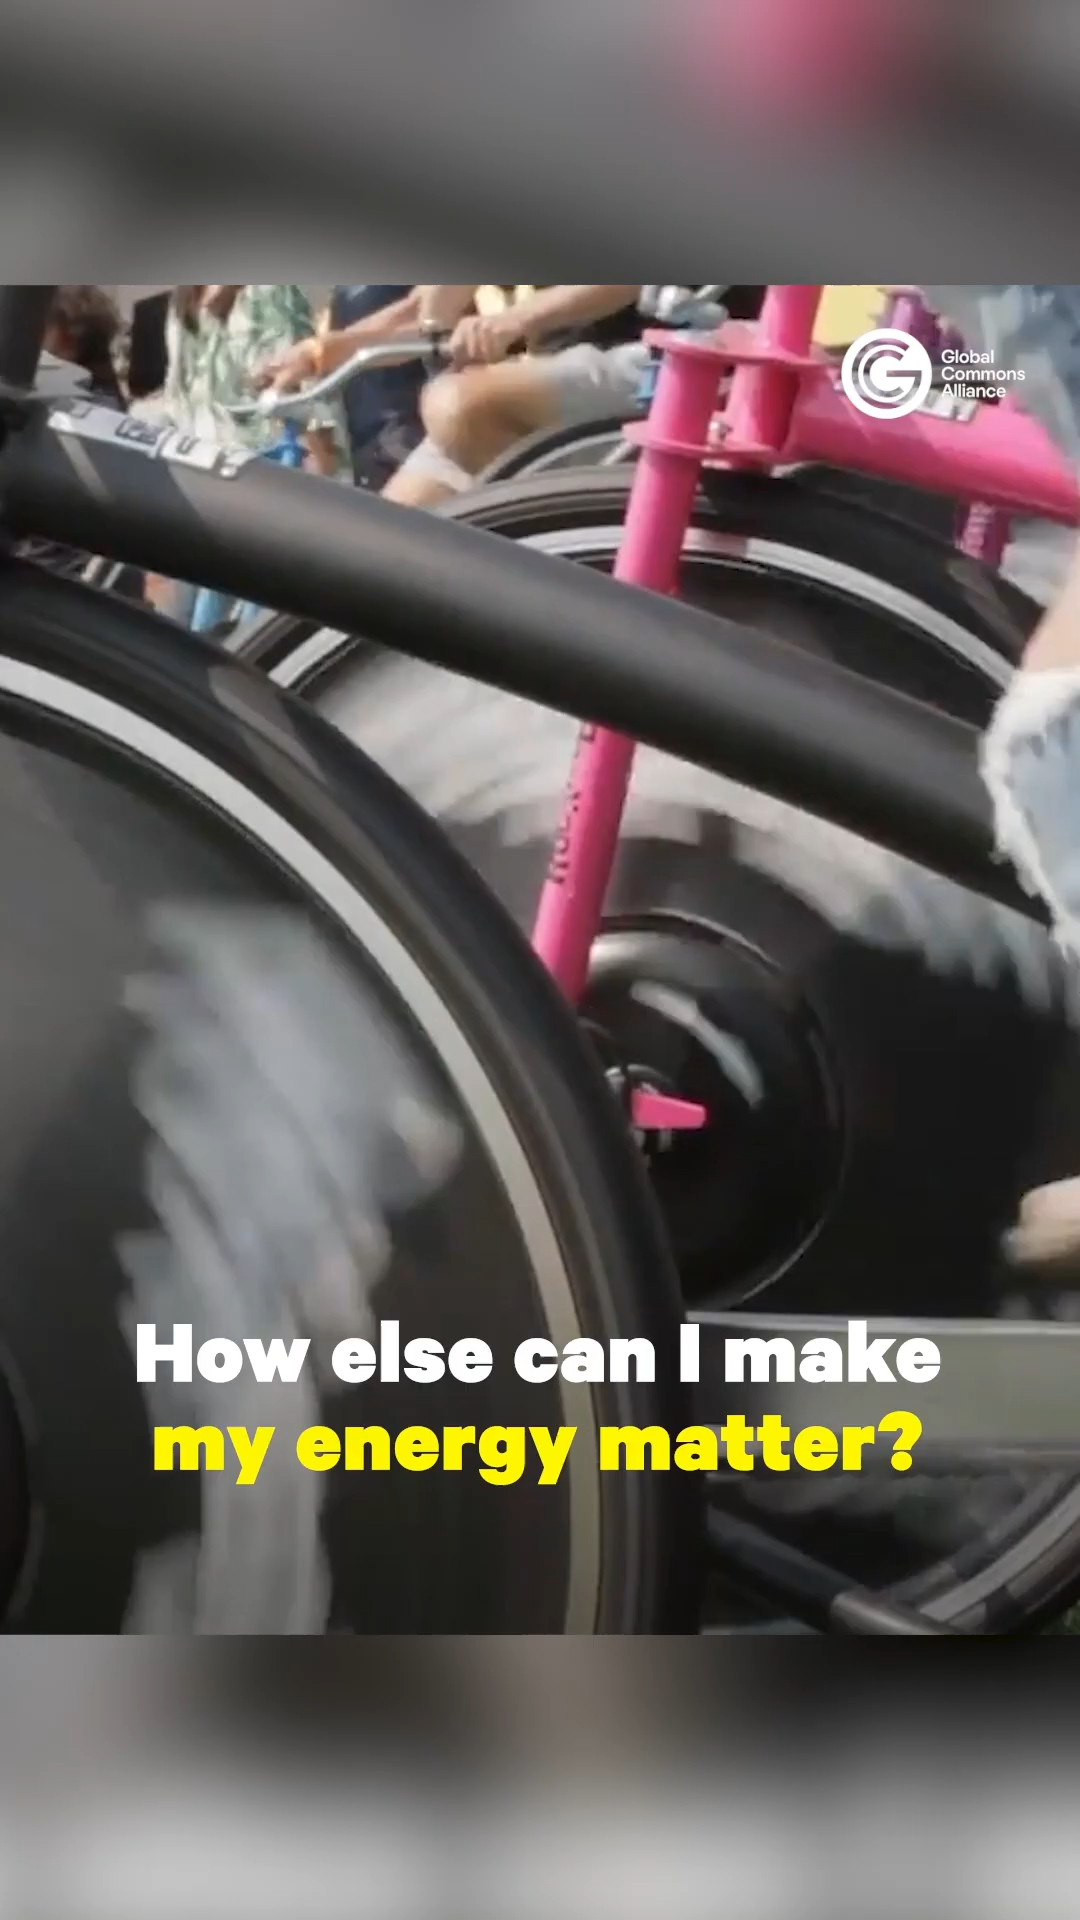 Global
Commons
Alliance
How else can I make
my energy matter?